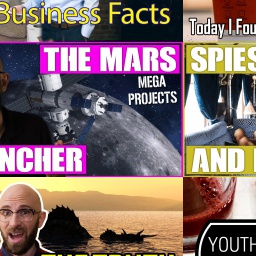 Business Facts
Today I Fou
THE MARS
SPIES
MEGA
PROJECTS
NCHER
AND
YOUTH